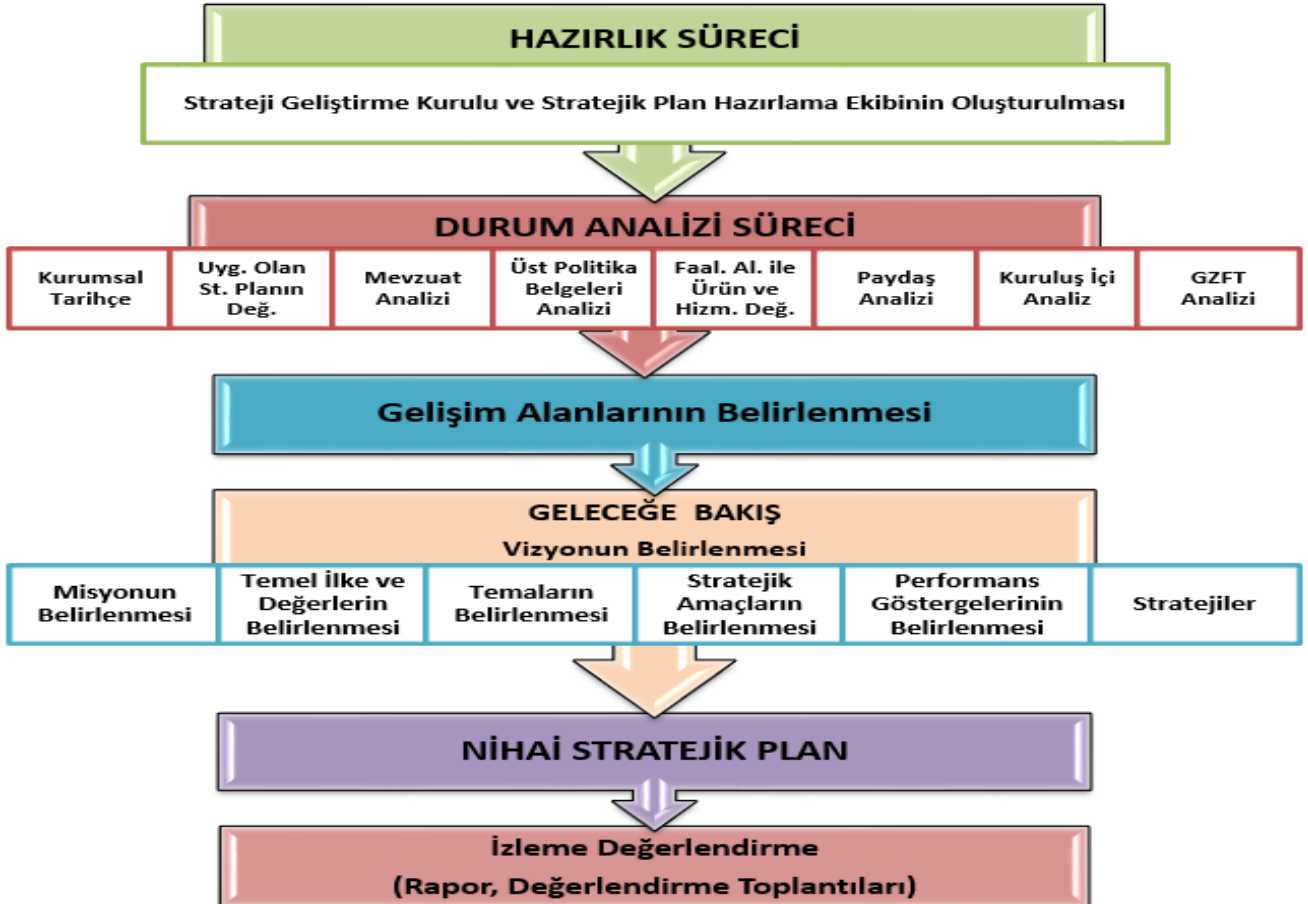 HAZIRLIK SÜRECİ
Strateji Geliştirme Kurulu ve Stratejik Plan Hazırlama Ekibinin Oluşturulması
DURUM ANALİZİ SÜRECİ
Kurumsal
Tarihçe
Uyg. Olan
St. Planın
Değ.
Mevzuat
Analizi
Üst Politika
Belgeleri
Analizi
Faal. Al. ile
Ürün ve
Hizm. Değ.
Paydaş
Analizi
Kuruluş İçi
Analiz
GZFT
Analizi
Gelişim Alanlarının Belirlenmesi
GELECEĞE BAKIŞ
Vizyonun Belirlenmesi
Misyonun
Belirlenmesi
Temel İlke ve
Değerlerin
Belirlenmesi
Temaların
Belirlenmesi
Stratejik
Amaçların
Belirlenmesi
Performans
Göstergelerinin
Belirlenmesi
Stratejiler
NİHAİ STRATEJİK PLAN
İzleme Değerlendirme
(Rapor, Değerlendirme Toplantıları)